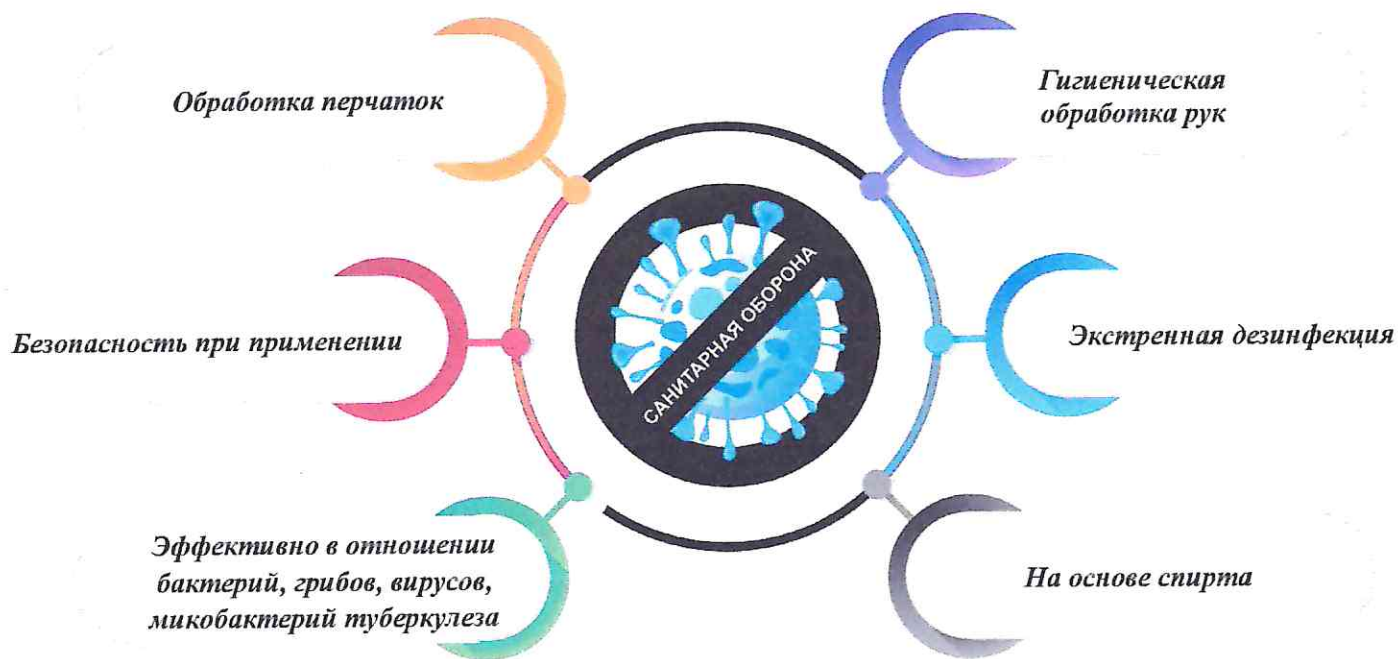 Обработка перчаток
Гигиеническая
обработка рук
Безопасность при применении
САНИТАРНАЯ ОБОРОНА
Экстренная дезинфекция
Эффективно в отношении
бактерий, грибов, вирусов,
микобактерий туберкулеза
На основе спирта